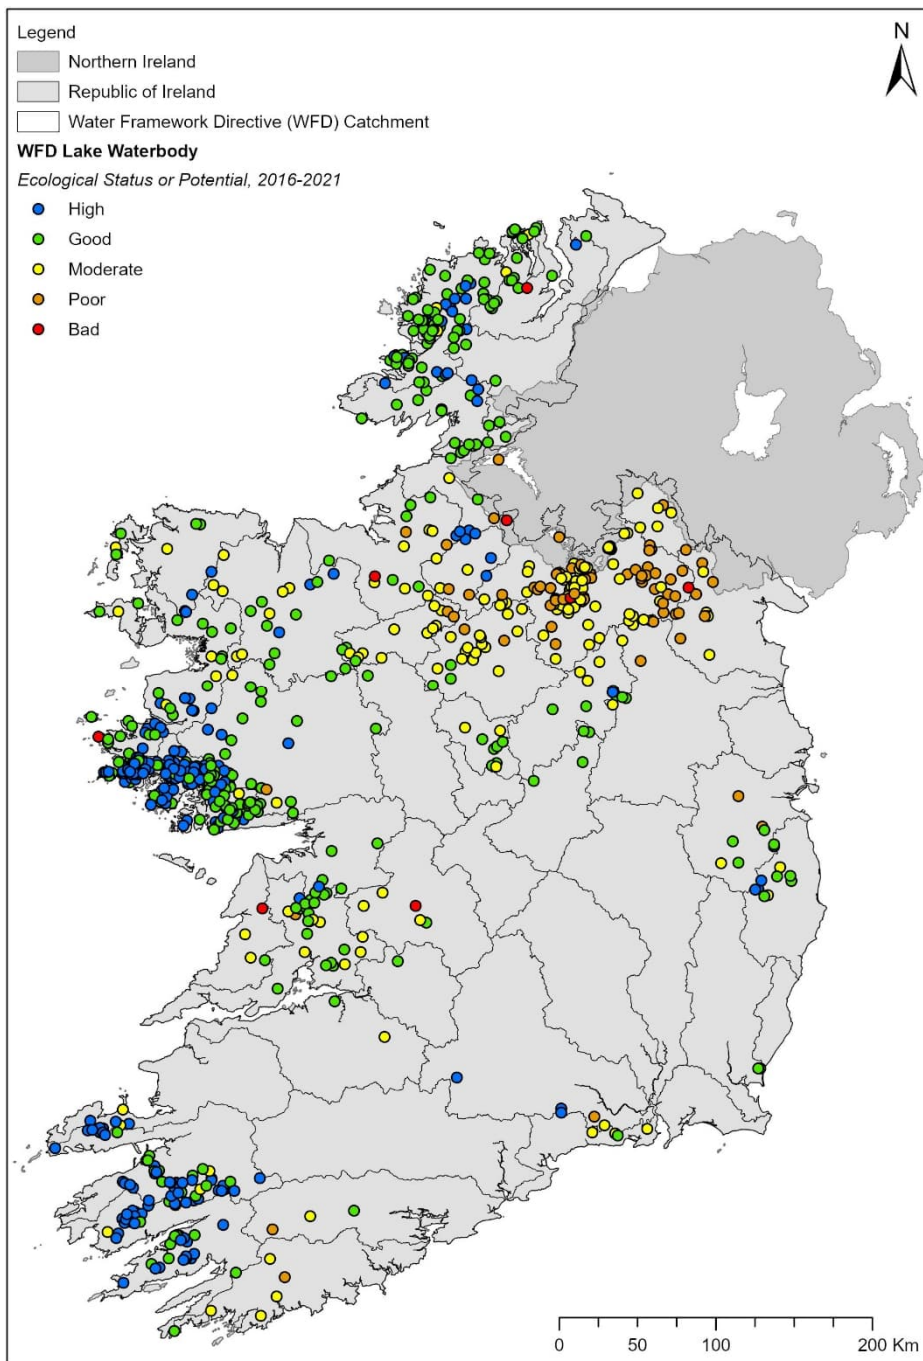 Legend
Northern Ireland
Republic of Ireland
Water Framework Directive (WFD) Catchment
WFD Lake Waterbody
Ecological Status or Potential, 2016-2021
High
Good
Moderate
Poor
Bad
N
0 50 100 200 Km